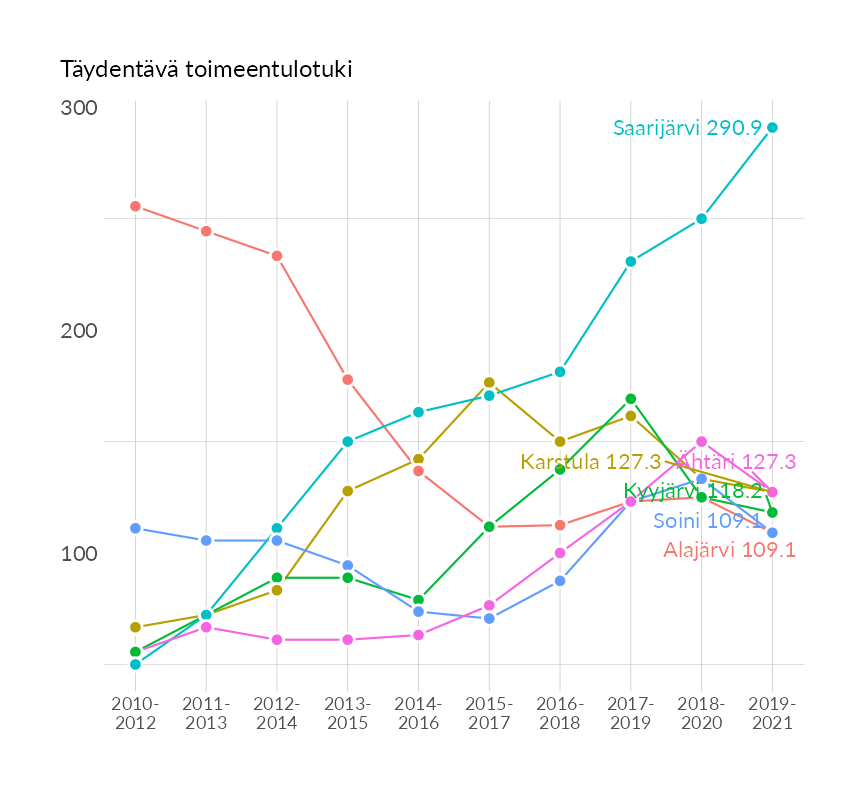 Täydentävä toimeentulotuki
300
Saarijärvi 290.9
200
Karstula 127.3
Ähtäri 127.3
Kyyjärvi 118.2
Soini 109.1
Alajärvi 109.1
100
2010- 2011- 2012- 2013- 2014- 2015- 2016- 2017- 2018- 2019-
2012 2013 2014 2015 2016 2017 2018 2019 2020 2021